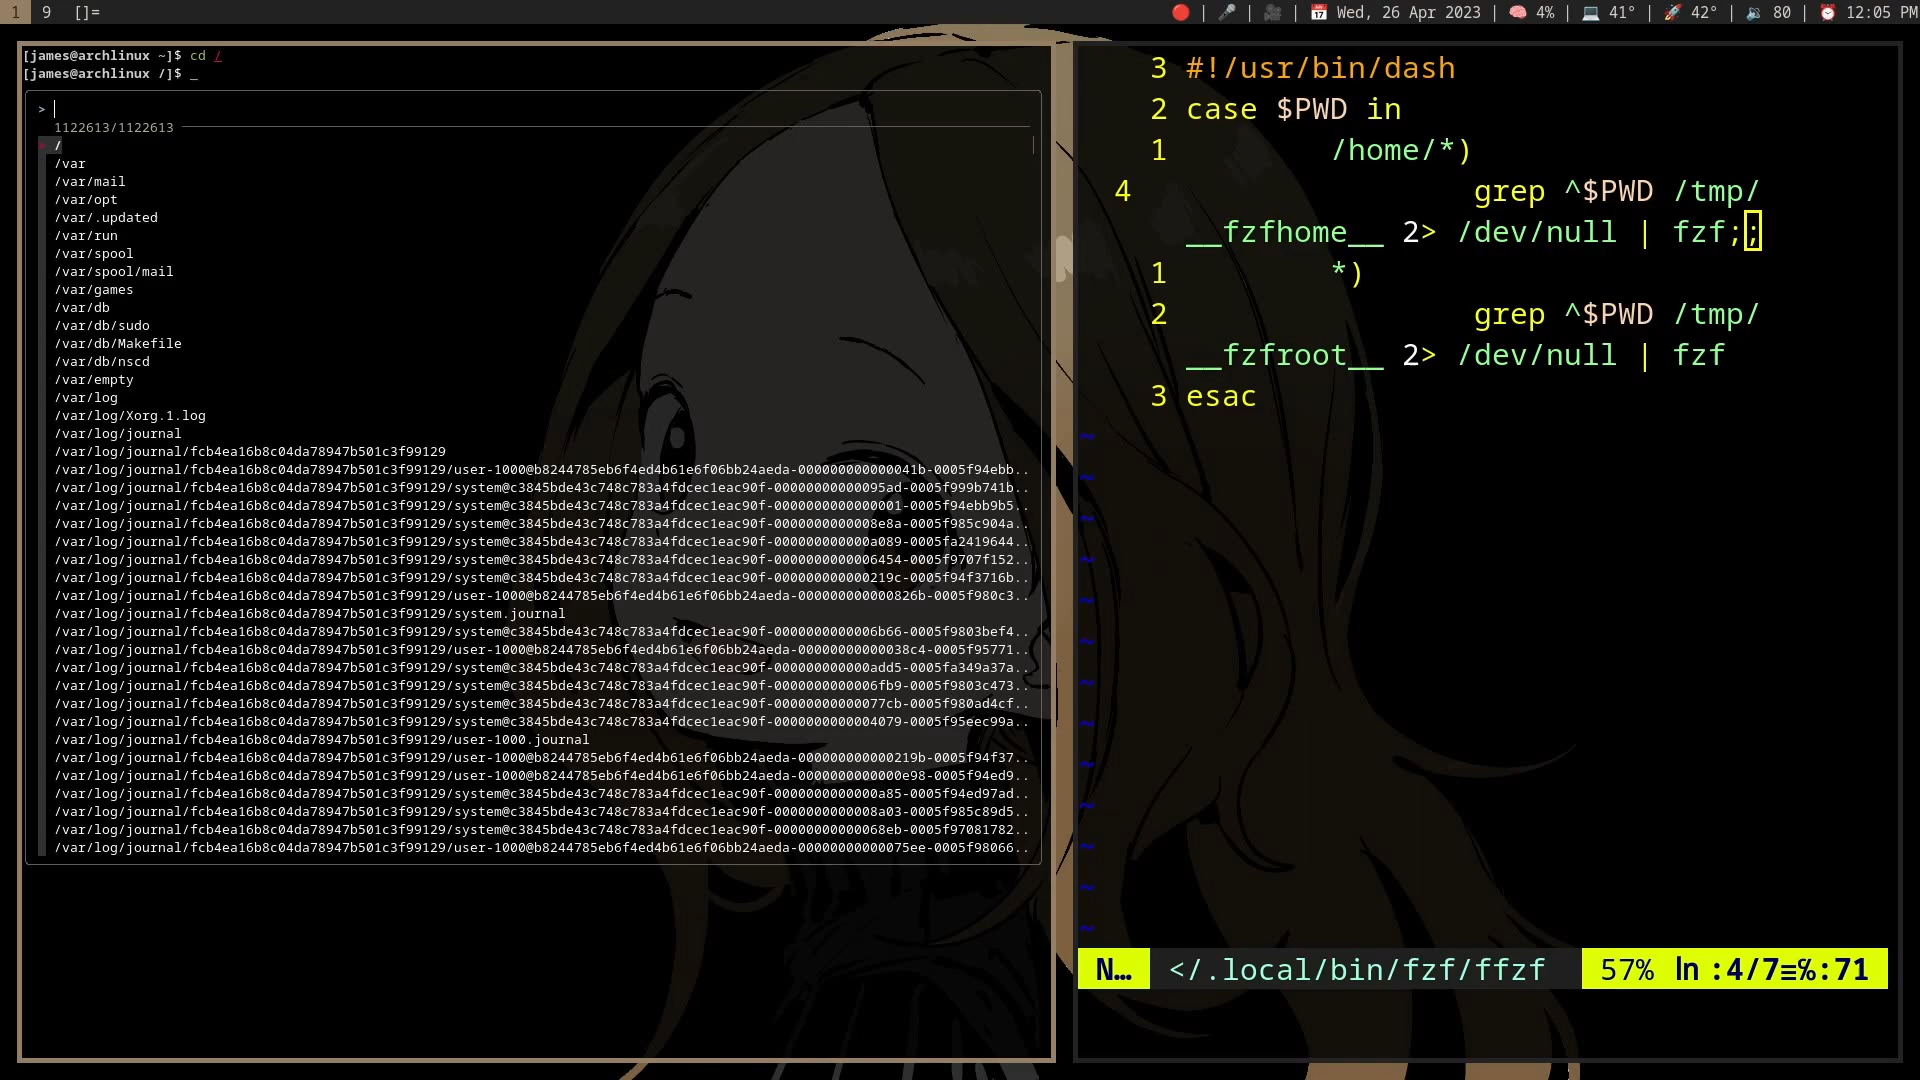 1 9 []= | | | Wed, 26 Apr 2023 | 4% | 41° | 42° | 80 | 12:05 PM
[james@archlinux ~]$ cd /
[james@archlinux /]$ _
>
1122613/1122613
> /
/var
/var/mail
/var/opt
/var/.updated
/var/run
/var/spool
/var/spool/mail
/var/games
/var/db
/var/db/sudo
/var/db/Makefile
/var/db/nscd
/var/empty
/var/log
/var/log/Xorg.1.log
/var/log/journal
/var/log/journal/fcb4ea16b8c04da78947b501c3f99129
/var/log/journal/fcb4ea16b8c04da78947b501c3f99129/user-1000@b8244785eb6f4ed4b61e6f06bb24aeda-000000000000041b-0005f94ebb..
/var/log/journal/fcb4ea16b8c04da78947b501c3f99129/system@c3845bde43c748c783a4fdcec1eac90f-00000000000095ad-0005f999b741b..
/var/log/journal/fcb4ea16b8c04da78947b501c3f99129/system@c3845bde43c748c783a4fdcec1eac90f-0000000000000001-0005f94ebb9b5..
/var/log/journal/fcb4ea16b8c04da78947b501c3f99129/system@c3845bde43c748c783a4fdcec1eac90f-0000000000008e8a-0005f985c904a..
/var/log/journal/fcb4ea16b8c04da78947b501c3f99129/system@c3845bde43c748c783a4fdcec1eac90f-000000000000a089-0005fa2419644..
/var/log/journal/fcb4ea16b8c04da78947b501c3f99129/system@c3845bde43c748c783a4fdcec1eac90f-0000000000006454-0005f9707f152..
/var/log/journal/fcb4ea16b8c04da78947b501c3f99129/system@c3845bde43c748c783a4fdcec1eac90f-000000000000219c-0005f94f3716b..
/var/log/journal/fcb4ea16b8c04da78947b501c3f99129/user-1000@b8244785eb6f4ed4b61e6f06bb24aeda-000000000000826b-0005f980c3..
/var/log/journal/fcb4ea16b8c04da78947b501c3f99129/system.journal
/var/log/journal/fcb4ea16b8c04da78947b501c3f99129/system@c3845bde43c748c783a4fdcec1eac90f-0000000000006b66-0005f9803bef4..
/var/log/journal/fcb4ea16b8c04da78947b501c3f99129/user-1000@b8244785eb6f4ed4b61e6f06bb24aeda-00000000000038c4-0005f95771..
/var/log/journal/fcb4ea16b8c04da78947b501c3f99129/system@c3845bde43c748c783a4fdcec1eac90f-000000000000add5-0005fa349a37a..
/var/log/journal/fcb4ea16b8c04da78947b501c3f99129/system@c3845bde43c748c783a4fdcec1eac90f-0000000000006fb9-0005f9803c473..
/var/log/journal/fcb4ea16b8c04da78947b501c3f99129/system@c3845bde43c748c783a4fdcec1eac90f-00000000000077cb-0005f980ad4cf..
/var/log/journal/fcb4ea16b8c04da78947b501c3f99129/system@c3845bde43c748c783a4fdcec1eac90f-0000000000004079-0005f95eec99a..
/var/log/journal/fcb4ea16b8c04da78947b501c3f99129/user-1000.journal
/var/log/journal/fcb4ea16b8c04da78947b501c3f99129/user-1000@b8244785eb6f4ed4b61e6f06bb24aeda-000000000000219b-0005f94f37..
/var/log/journal/fcb4ea16b8c04da78947b501c3f99129/user-1000@b8244785eb6f4ed4b61e6f06bb24aeda-0000000000000e98-0005f94ed9..
/var/log/journal/fcb4ea16b8c04da78947b501c3f99129/system@c3845bde43c748c783a4fdcec1eac90f-0000000000000a85-0005f94ed97ad..
/var/log/journal/fcb4ea16b8c04da78947b501c3f99129/system@c3845bde43c748c783a4fdcec1eac90f-0000000000008a03-0005f985c89d5..
/var/log/journal/fcb4ea16b8c04da78947b501c3f99129/system@c3845bde43c748c783a4fdcec1eac90f-00000000000068eb-0005f97081782..
/var/log/journal/fcb4ea16b8c04da78947b501c3f99129/user-1000@b8244785eb6f4ed4b61e6f06bb24aeda-00000000000075ee-0005f98066..
3 #!/usr/bin/dash
2 case $PWD in
1 /home/*)
4 grep ^$PWD /tmp/
__fzfhome__ 2> /dev/null | fzf;;
1 *)
2 grep ^$PWD /tmp/
__fzfroot__ 2> /dev/null | fzf
3 esac
~
~
~
~
~
~
~
~
~
~
~
~
~
N… </.local/bin/fzf/ffzf 57% ln :4/7≡℅:71